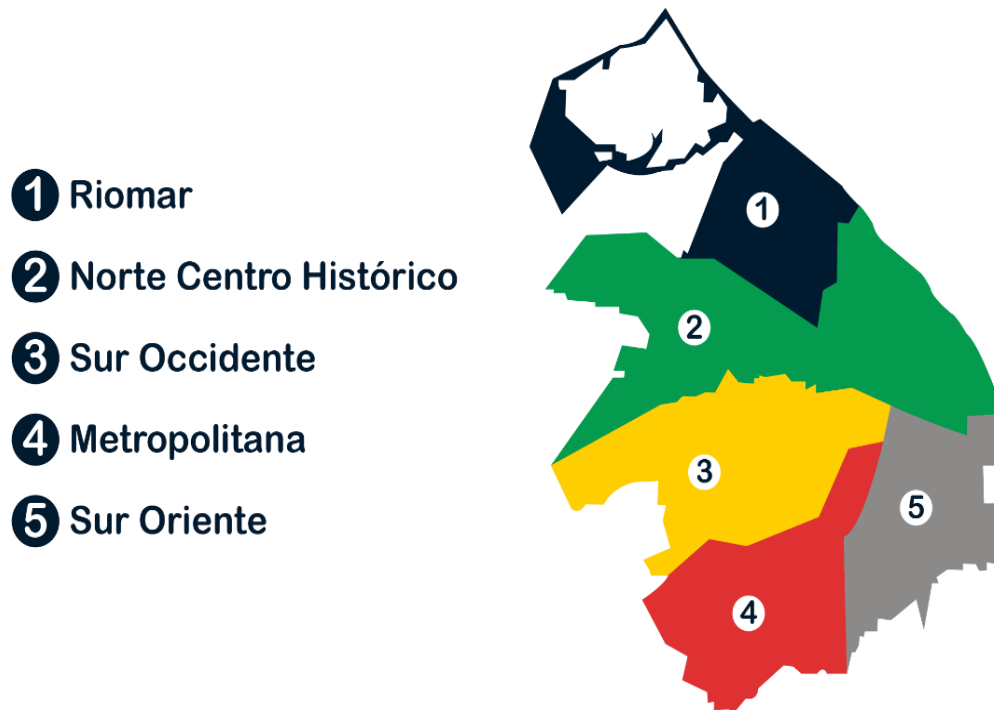 1 Riomar
2 Norte Centro Histórico
3 Sur Occidente
4 Metropolitana
5 Sur Oriente
1
2
3
5
4